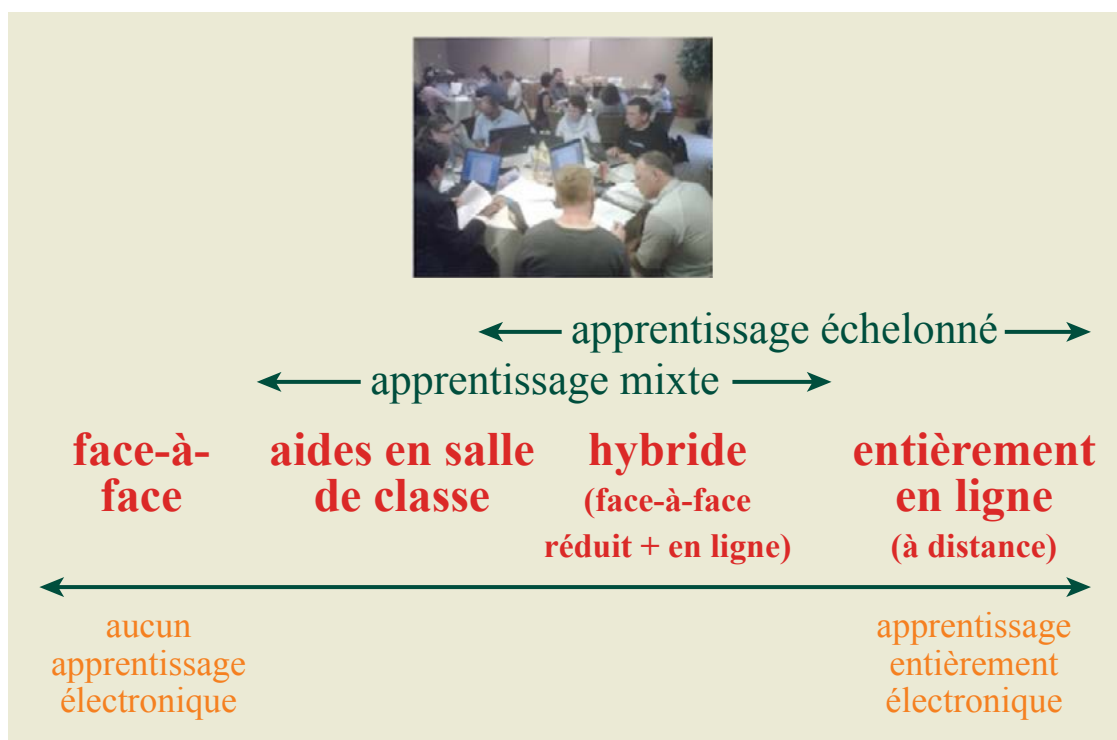 apprentissage échelonné
apprentissage mixte
face-à-
face
aides en salle
de classe
hybride
(face-à-face
réduit + en ligne)
entièrement
en ligne
(à distance)
aucun
apprentissage
électronique
apprentissage
entièrement
électronique